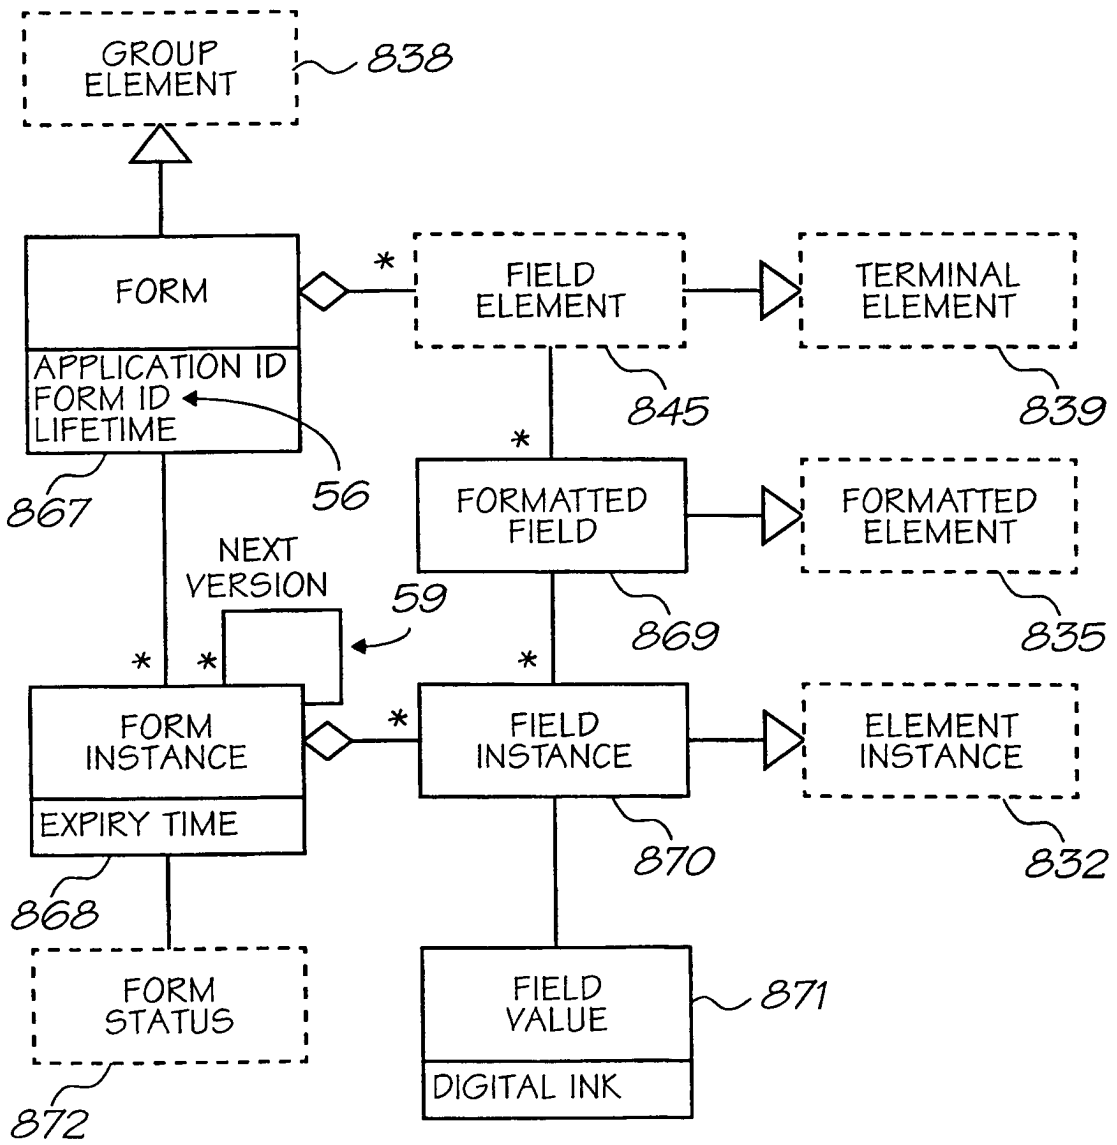 GROUP
ELEMENT
838
FORM
*
FIELD
ELEMENT
TERMINAL
ELEMENT
APPLICATION ID
FORM ID
LIFETIME
845
839
867
56
*
FORMATTED
FIELD
FORMATTED
ELEMENT
NEXT
VERSION
59
869
835
*
*
*
FORM
INSTANCE
*
FIELD
INSTANCE
ELEMENT
INSTANCE
EXPIRY TIME
870
832
868
FORM
STATUS
FIELD
VALUE
871
DIGITAL INK
872